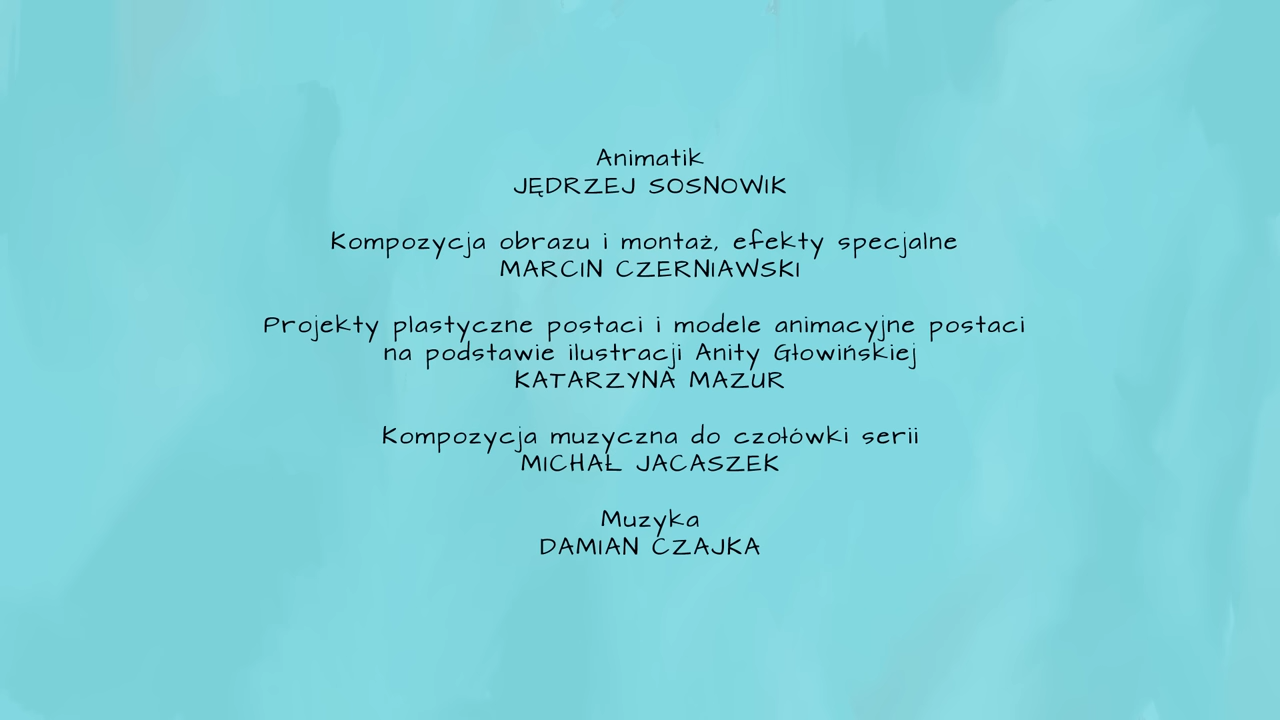 Animatik
JĘDRZEJ SOSNOWIK
Kompozycja obrazu i montaż, efekty specjalne
MARCIN CZERNIAWSKI
Projekty plastyczne postaci i modele animacyjne postaci
na podstawie ilustracji Anity Głowińskiej
KATARZYNA MAZUR
Kompozycja muzyczna do czołówki serii
MICHAŁ JACASZEK
Muzyka
DAMIAN CZAJKA